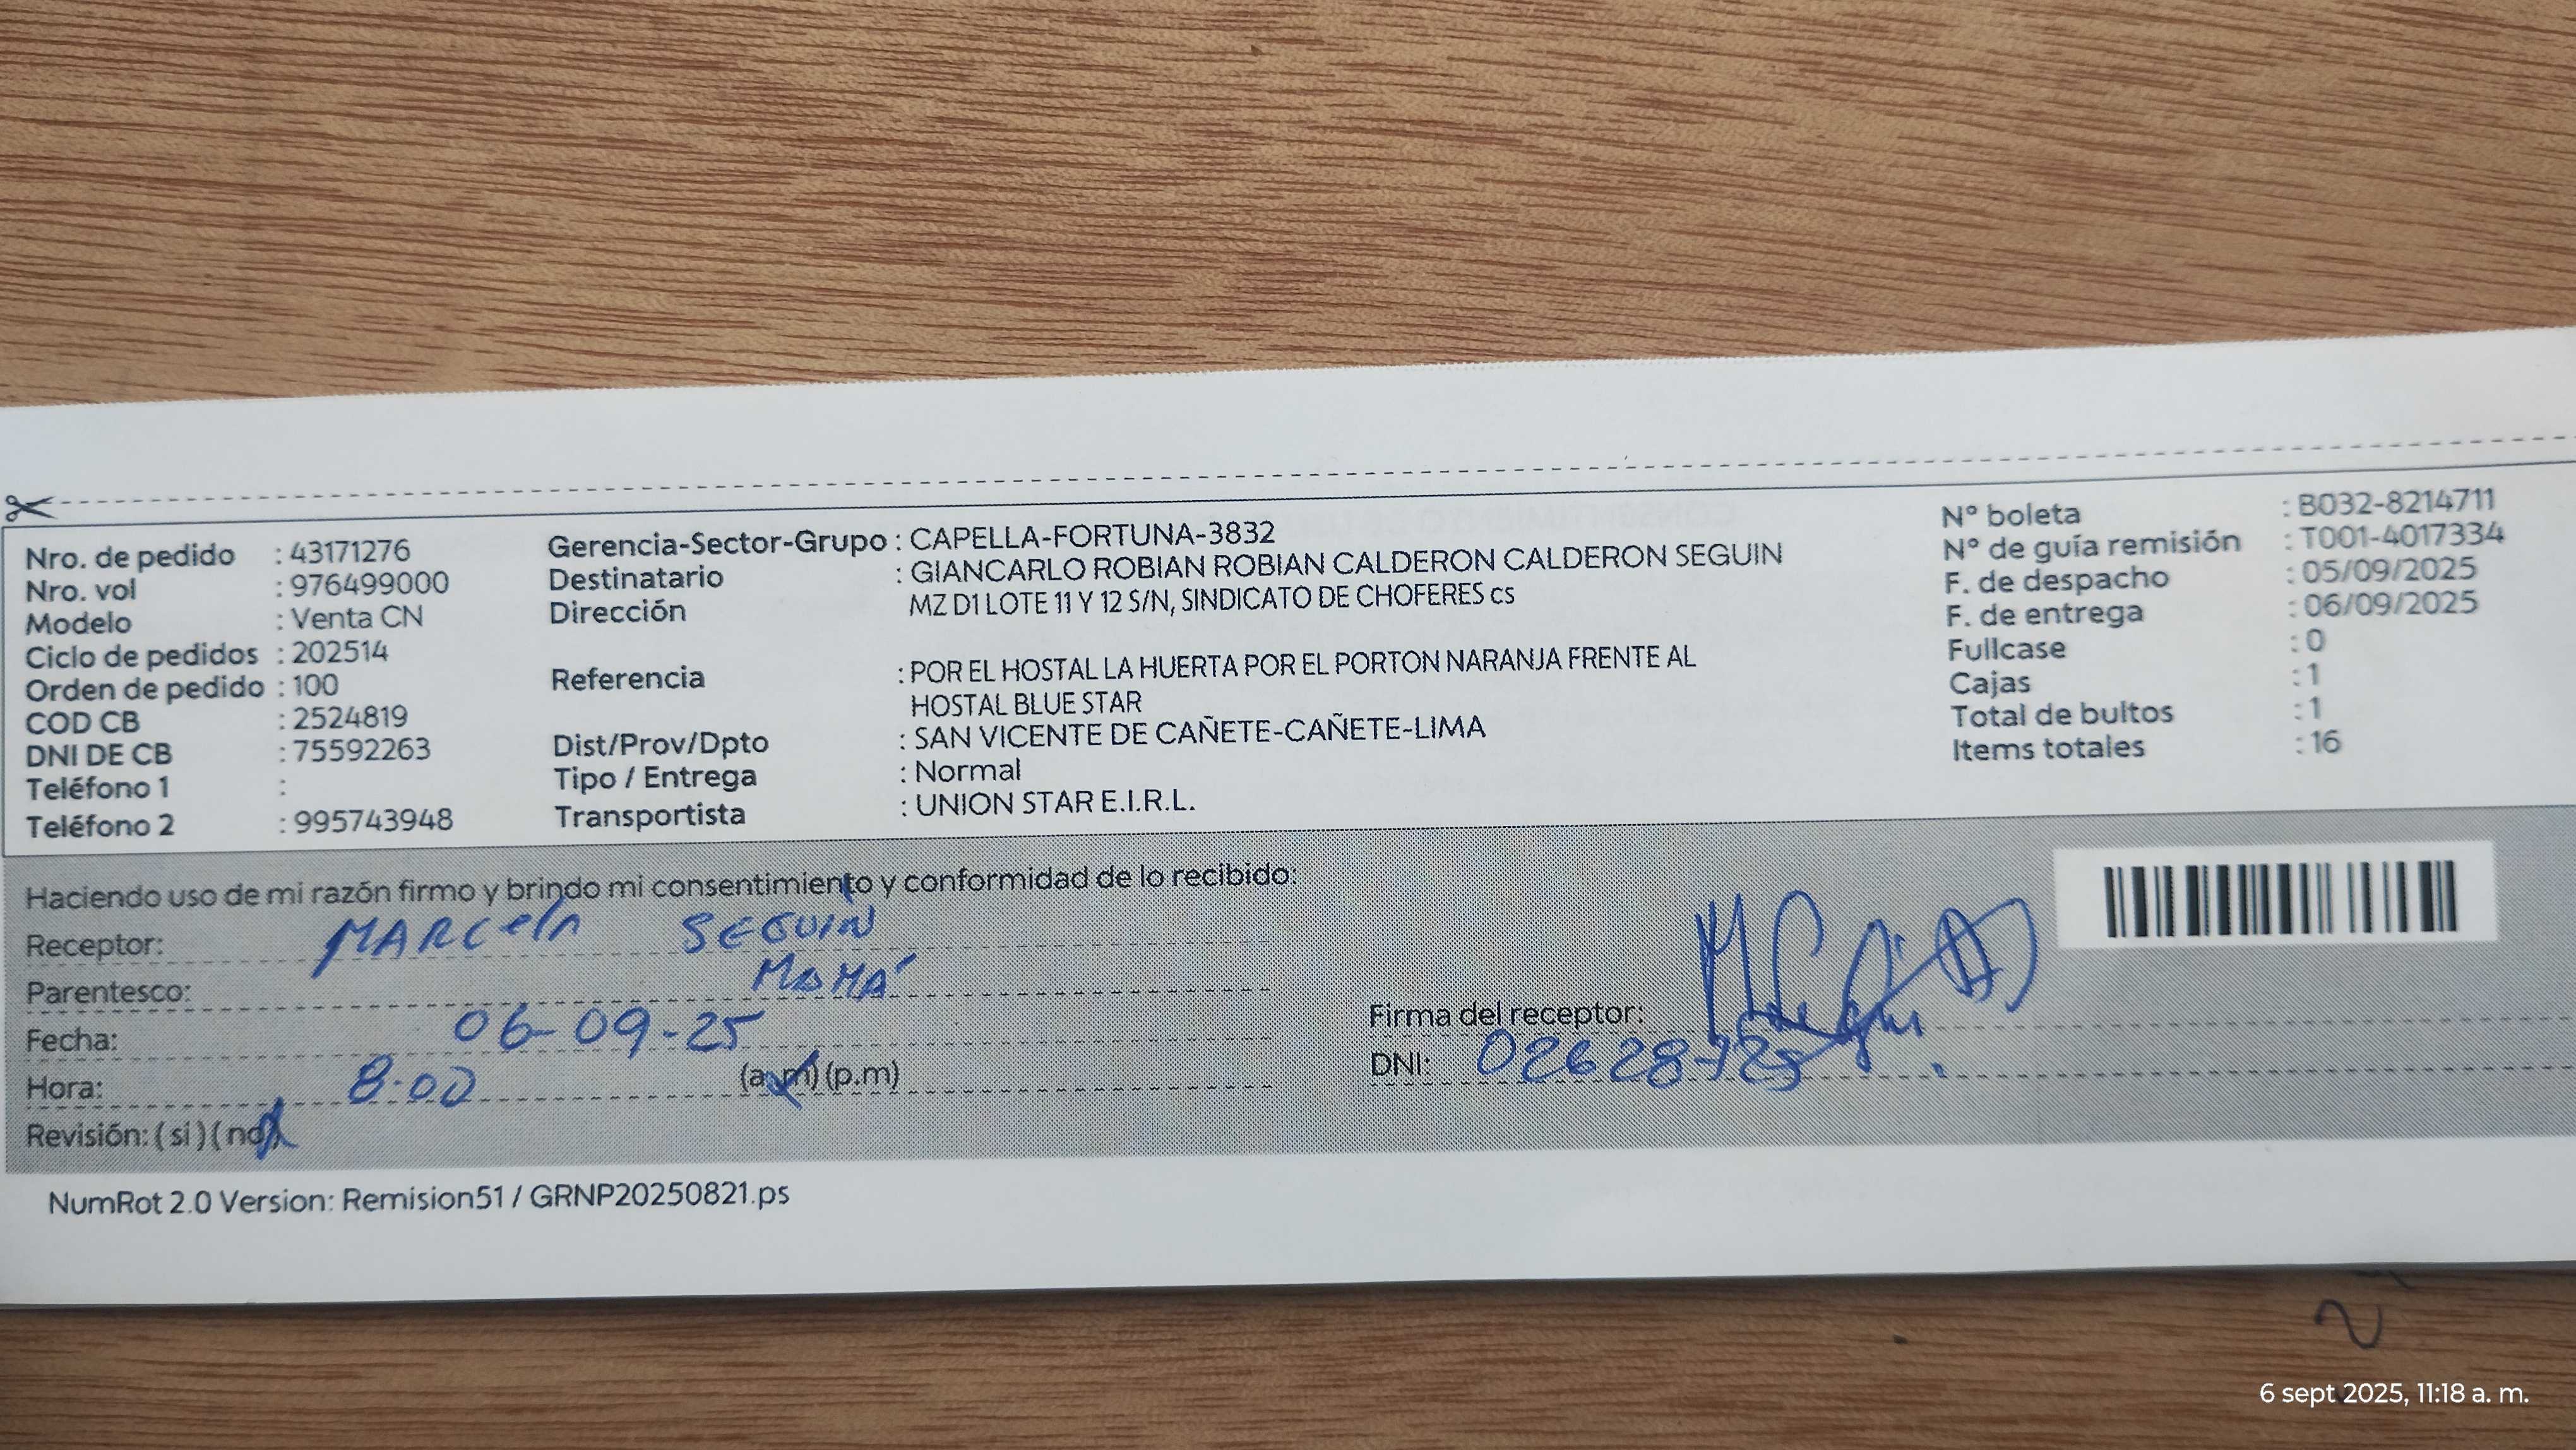 Nro. de pedido : 43171276
Nro. vol : 976499000
Modelo : Venta CN
Ciclo de pedidos : 202514
Orden de pedido : 100
COD CB : 2524819
DNI DE CB : 75592263
Teléfono 1 :
Teléfono 2 : 995743948
Gerencia-Sector-Grupo : CAPELLA-FORTUNA-3832
Destinatario : GIANCARLO ROBIAN ROBIAN CALDERON CALDERON SEGUIN
Dirección MZ D1 LOTE 11 Y 12 S/N, SINDICATO DE CHOFERES cs
Referencia : POR EL HOSTAL LA HUERTA POR EL PORTON NARANJA FRENTE AL
HOSTAL BLUE STAR
Dist/Prov/Dpto : SAN VICENTE DE CAÑETE-CAÑETE-LIMA
Tipo / Entrega : Normal
Transportista : UNION STAR E.I.R.L.
N° boleta : B032-8214711
N° de guía remisión : T001-4017334
F. de despacho : 05/09/2025
F. de entrega : 06/09/2025
Fullcase : 0
Cajas : 1
Total de bultos : 1
Items totales : 16
Haciendo uso de mi razón firmo y brindo mi consentimiento y conformidad de lo recibido:
Receptor: MARCela SEGUIN
Parentesco: MAMÁ
Fecha: 06-09-25
Hora: 8:00 (a.m) (p.m)
Revisión: ( si ) ( no )
Firma del receptor:
DNI:
NumRot 2.0 Version: Remision51 / GRNP20250821.ps
6 sept 2025, 11:18 a. m.